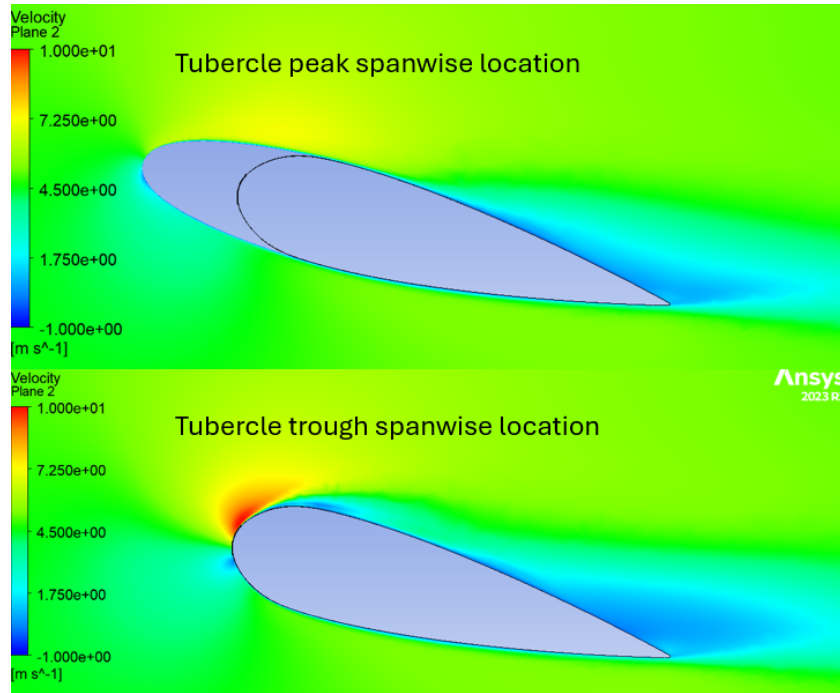 Velocity
Plane 2
1.000e+01
Tubercle peak spanwise location
7.250e+00
4.500e+00
1.750e+00
-1.000e+00
[m s^-1]
Ansys
2023 R
Velocity
Plane 2
1.000e+01
Tubercle trough spanwise location
7.250e+00
4.500e+00
1.750e+00
-1.000e+00
[m s^-1]